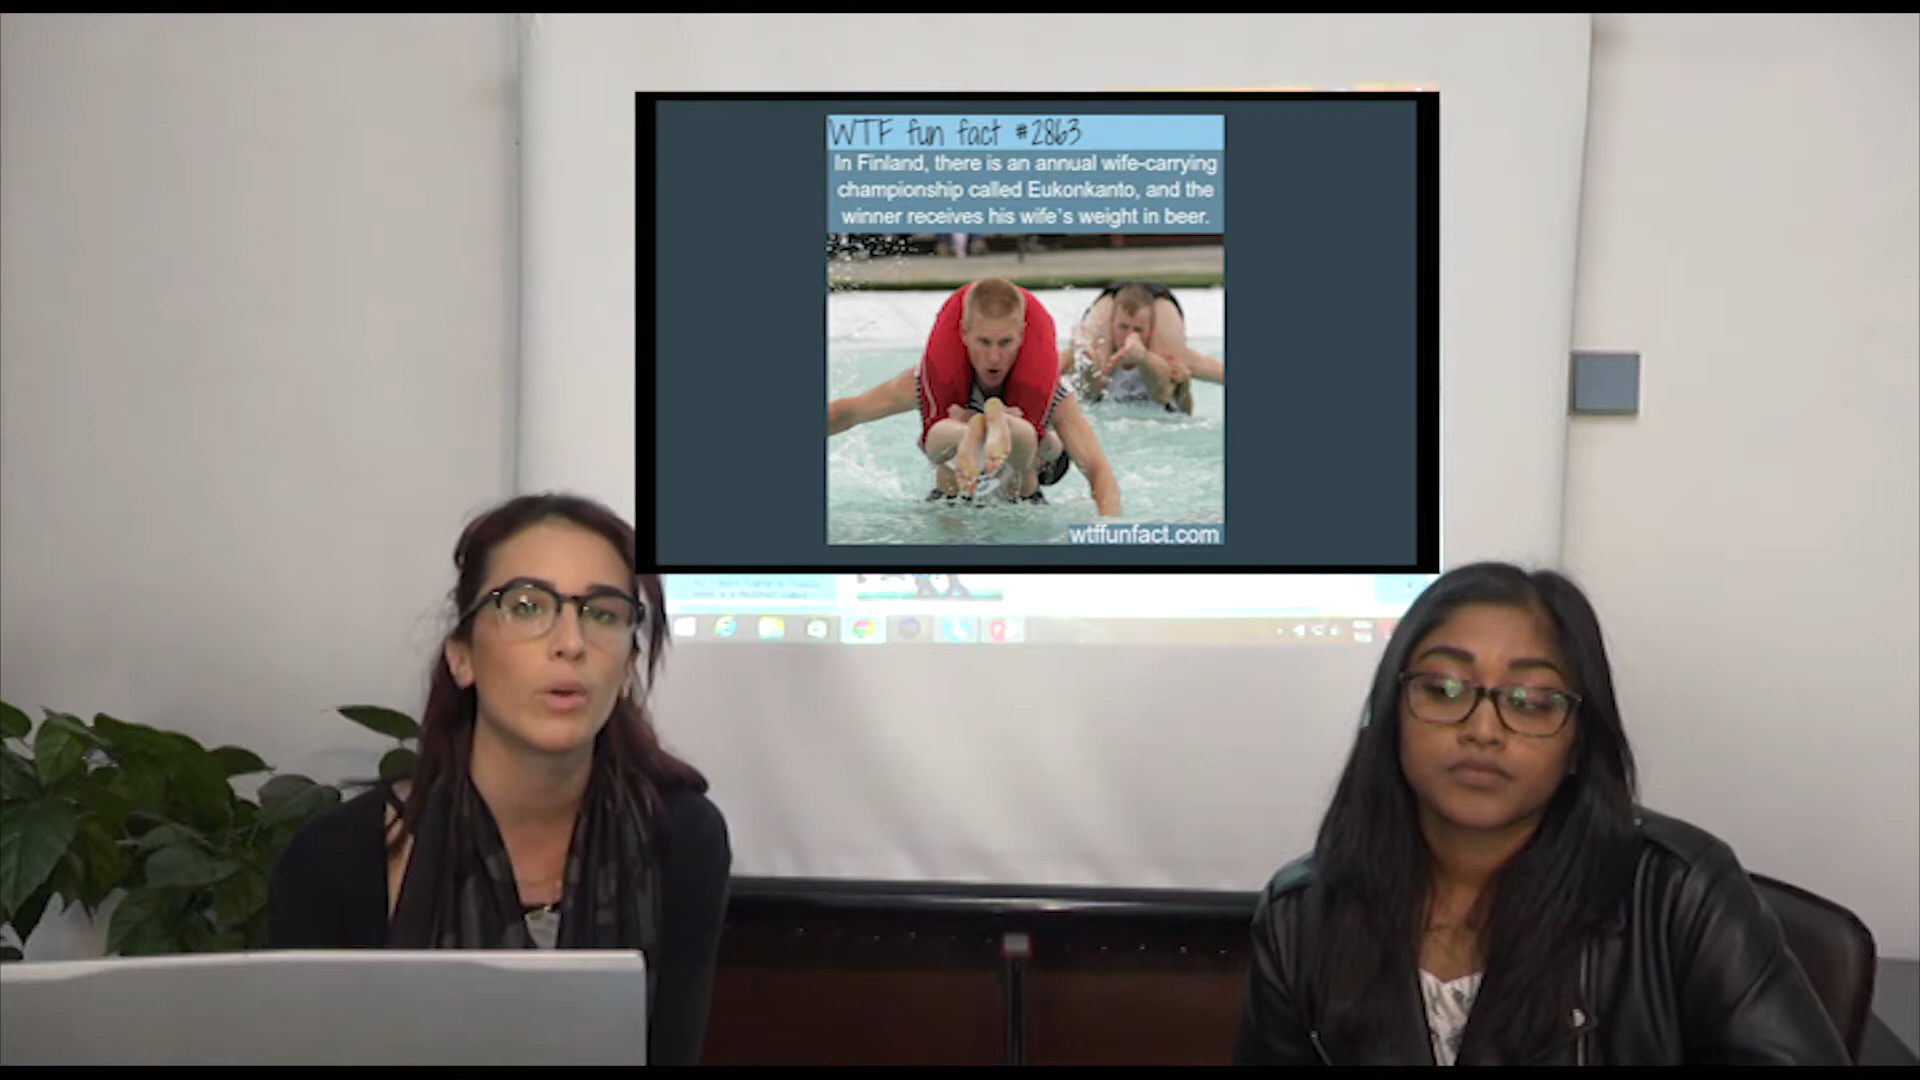 WTF fun fact #2863
In Finland, there is an annual wife-carrying
championship called Eukonkanto, and the
winner receives his wife's weight in beer.
wtffunfact.com